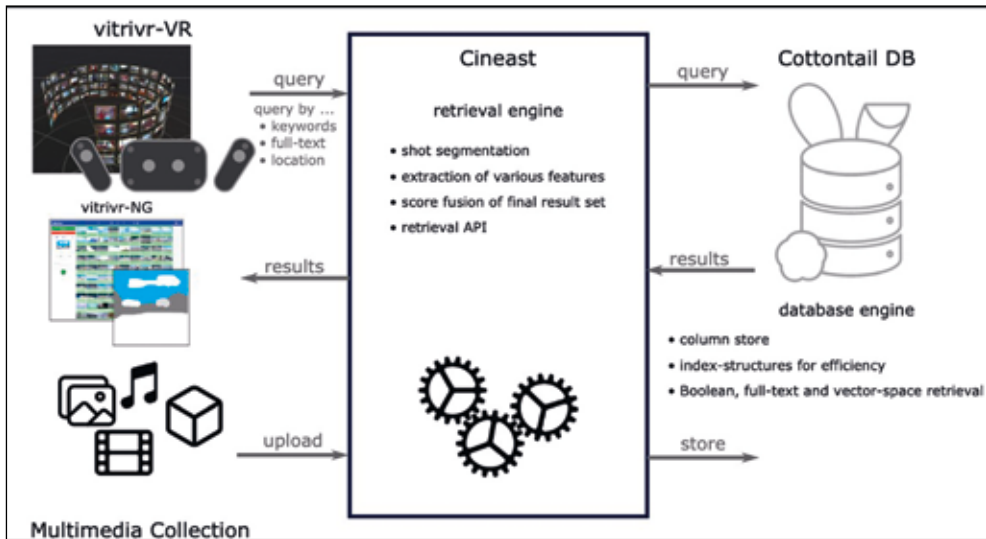 vitrivr-VR
query
query by ...
• keywords
• full-text
• location
vitrivr-NG
results
upload
Multimedia Collection
Cineast
retrieval engine
• shot segmentation
• extraction of various features
• score fusion of final result set
• retrieval API
query
Cottontail DB
results
database engine
• column store
• index-structures for efficiency
• Boolean, full-text and vector-space retrieval
store